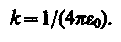 k = 1/(4πε₀).